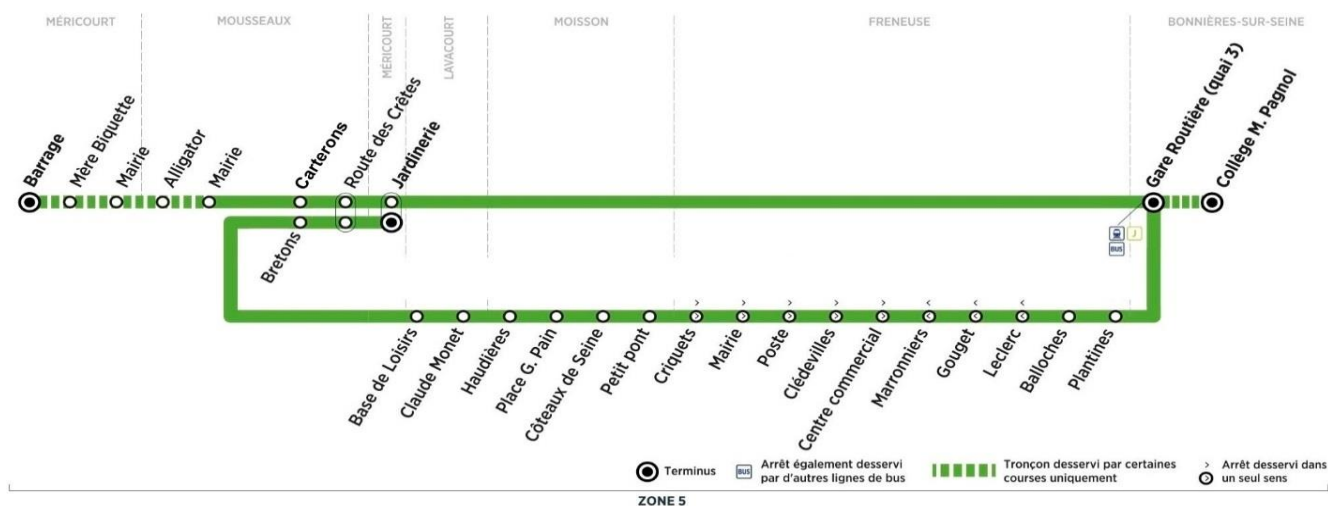 MÉRICOURT
MOUSSEAUX
MÉRICOURT
LAVACOURT
MOISSON
FRENEUSE
BONNIÈRES-SUR-SEINE
Barrage
Mère Biquette
Mairie
Alligator
Mairie
Carterons
Route des Crêtes
Jardinerie
Gare Routière (quai 3)
Collège M. Pagnol
Bretons
J
BUS
Base de Loisirs
Claude Monet
Haudières
Place G. Pain
Côteaux de Seine
Petit pont
Criquets
Mairie
Poste
Clédevilles
Centre commercial
Marronniers
Gouget
Leclerc
Balloches
Plantines
Terminus
BUS
Arrêt également desservi
par d'autres lignes de bus
Tronçon desservi par certaines
courses uniquement
Arrêt desservi dans
un seul sens
ZONE 5